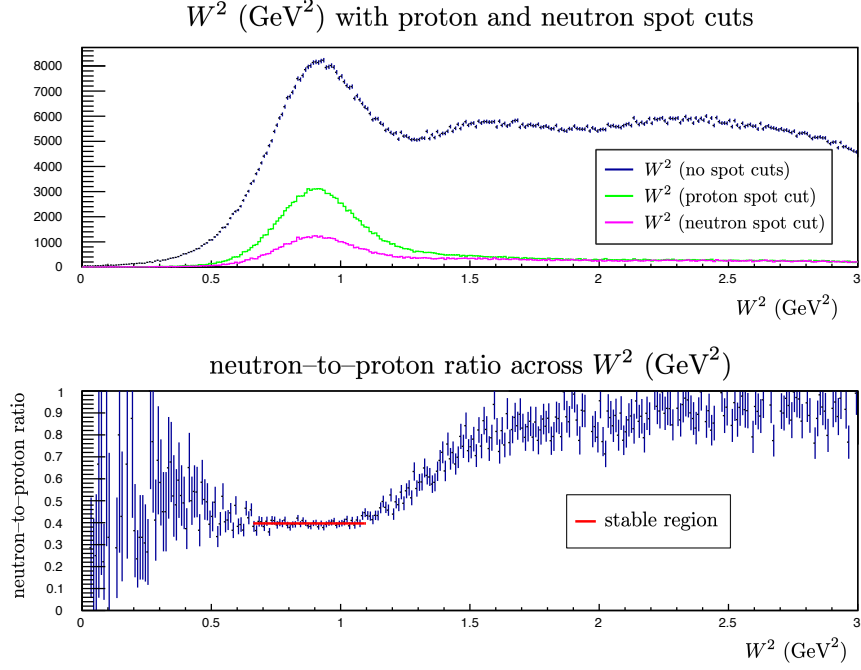 W² (GeV²) with proton and neutron spot cuts
8000
7000
6000
5000
4000
3000
2000
1000
0
W² (no spot cuts)
W² (proton spot cut)
W² (neutron spot cut)
0 0.5 1 1.5 2 2.5 3
W² (GeV²)
neutron–to–proton ratio across W² (GeV²)
neutron–to–proton ratio
1
0.9
0.8
0.7
0.6
0.5
0.4
0.3
0.2
0.1
0
stable region
0 0.5 1 1.5 2 2.5 3
W² (GeV²)